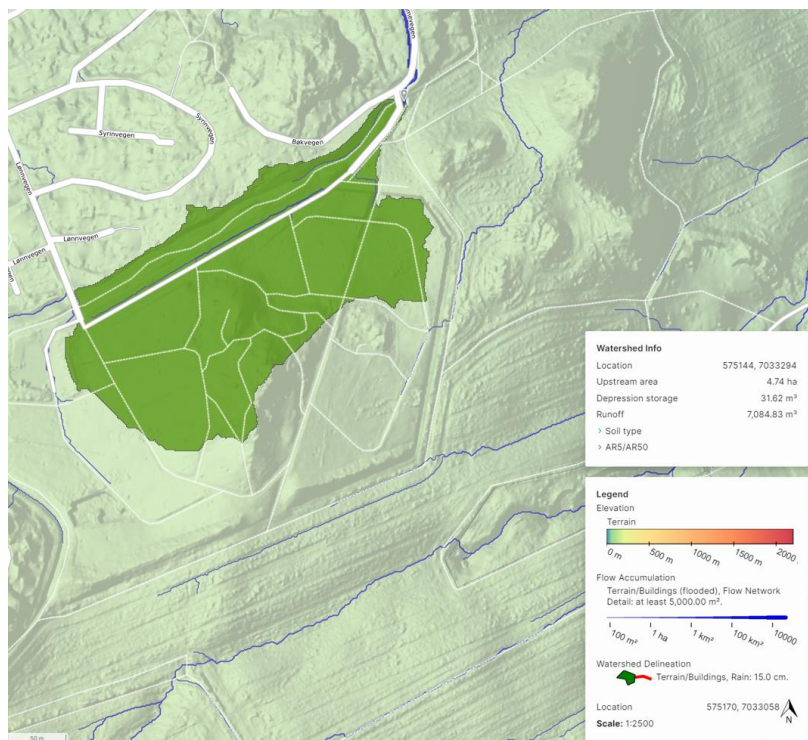 mevegen
Syrinvegen
Syrinvegen
Bøkvegen
Lønnvegen
Lønnvegen
Lønnvegen
en
Watershed Info
Location 575144, 7033294
Upstream area 4.74 ha
Depression storage 31.62 m³
Runoff 7,084.83 m³
› Soil type
› AR5/AR50
Legend
Elevation
Terrain
0 m 500 m 1000 m 1500 m 2000
Flow Accumulation
Terrain/Buildings (flooded), Flow Network
Detail: at least 5,000.00 m².
100 m² 1 ha 1 km² 100 km² 10000
Watershed Delineation
Terrain/Buildings, Rain: 15.0 cm.
Location 575170, 7033058
Scale: 1:2500
N
50 m